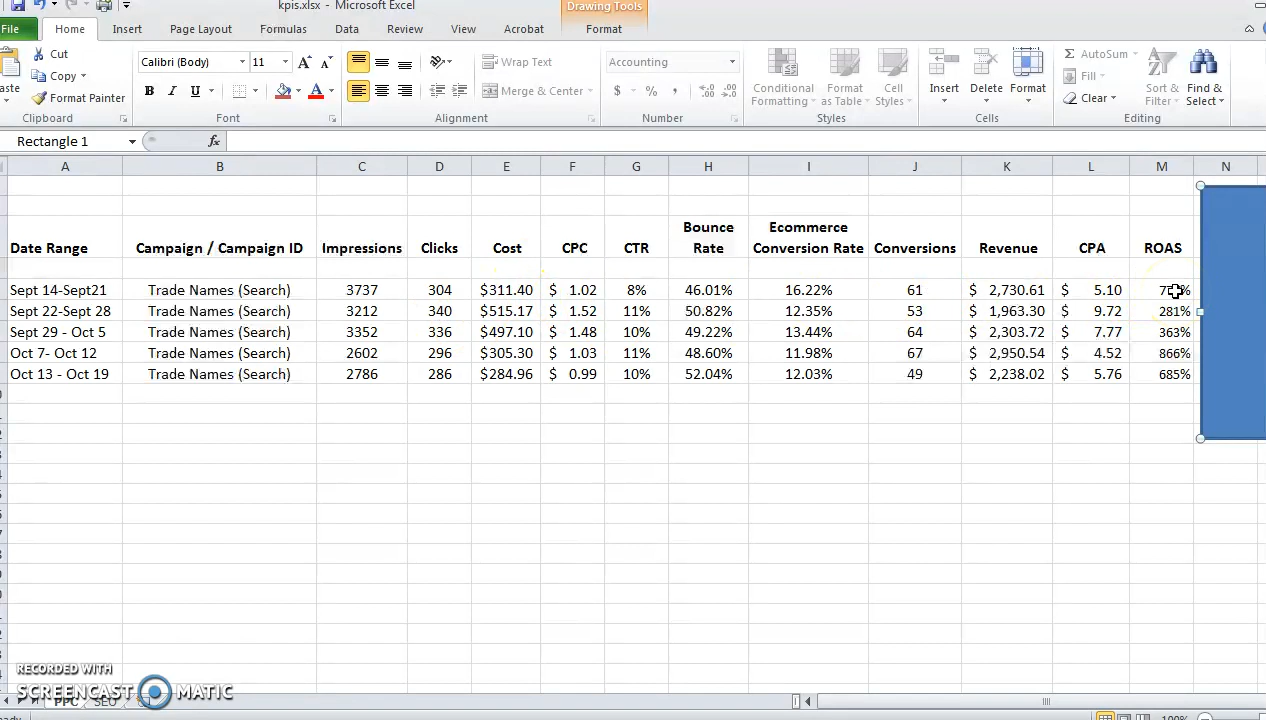 kpis.xlsx - Microsoft Excel
Drawing Tools
File Home Insert Page Layout Formulas Data Review View Acrobat Format
Cut
Copy
Format Painter
Clipboard
Calibri (Body) 11
B I U A
Font
Wrap Text
Merge & Center
Alignment
Accounting
$ % ,
Number
Conditional Formatting
Format as Table
Cell Styles
Styles
Insert Delete Format
Cells
AutoSum
Fill
Clear
Sort & Filter
Find & Select
Editing
Rectangle 1 fx
A B C D E F G H I J K L M N
Date Range Campaign / Campaign ID Impressions Clicks Cost CPC CTR Bounce Rate Ecommerce Conversion Rate Conversions Revenue CPA ROAS
Sept 14-Sept21 Trade Names (Search) 3737 304 $311.40 $ 1.02 8% 46.01% 16.22% 61 $ 2,730.61 $ 5.10
Sept 22-Sept 28 Trade Names (Search) 3212 340 $515.17 $ 1.52 11% 50.82% 12.35% 53 $ 1,963.30 $ 9.72 281%
Sept 29 - Oct 5 Trade Names (Search) 3352 336 $497.10 $ 1.48 10% 49.22% 13.44% 64 $ 2,303.72 $ 7.77 363%
Oct 7- Oct 12 Trade Names (Search) 2602 296 $305.30 $ 1.03 11% 48.60% 11.98% 67 $ 2,950.54 $ 4.52 866%
Oct 13 - Oct 19 Trade Names (Search) 2786 286 $284.96 $ 0.99 10% 52.04% 12.03% 49 $ 2,238.02 $ 5.76 685%
RECORDED WITH
SCREENCAST MATIC
PPC SEO
100%